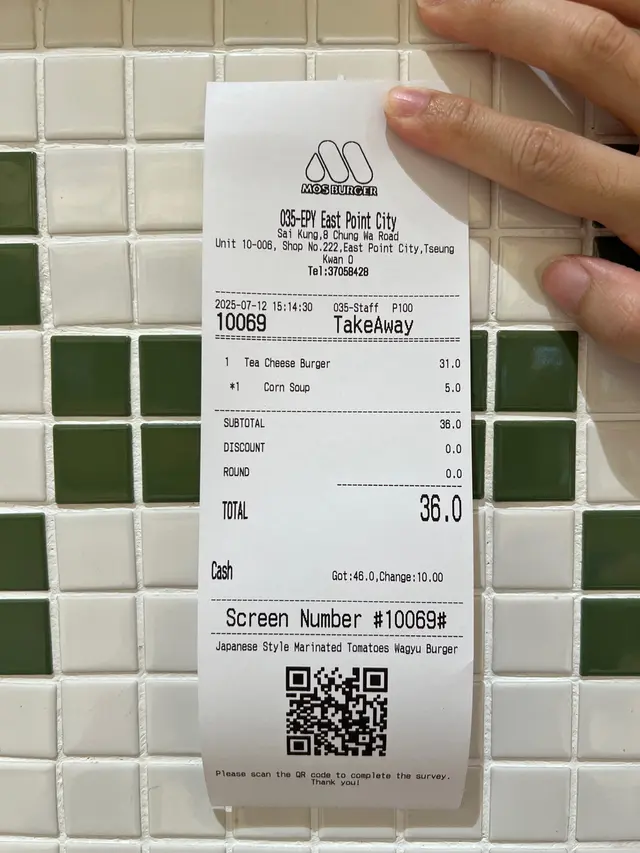 MOS BURGER
035-EPY East Point City
Sai Kung,8 Chung Wa Road
Unit 10-006, Shop No.222,East Point City,Tseung
Kwan O
Tel:37058428
2025-07-12 15:14:30 035-Staff P100
10069 TakeAway
1 Tea Cheese Burger 31.0
*1 Corn Soup 5.0
SUBTOTAL 36.0
DISCOUNT 0.0
ROUND 0.0
TOTAL 36.0
Cash Got:46.0,Change:10.00
Screen Number #10069#
Japanese Style Marinated Tomatoes Wagyu Burger
Please scan the QR code to complete the survey.
Thank you!